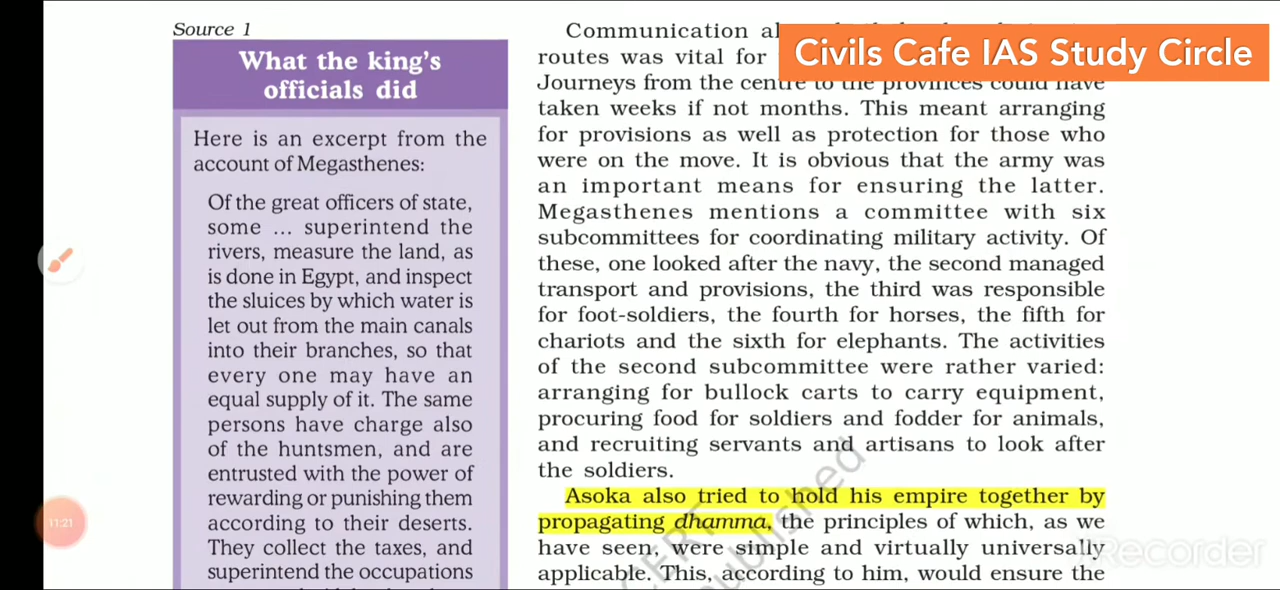 Source 1
What the king's
officials did
Here is an excerpt from the
account of Megasthenes:
Of the great officers of state,
some ... superintend the
rivers, measure the land, as
is done in Egypt, and inspect
the sluices by which water is
let out from the main canals
into their branches, so that
every one may have an
equal supply of it. The same
persons have charge also
of the huntsmen, and are
entrusted with the power of
rewarding or punishing them
according to their deserts.
They collect the taxes, and
superintend the occupations
Communication
routes was vital for
Journeys from the centre to the provinces could have
taken weeks if not months. This meant arranging
for provisions as well as protection for those who
were on the move. It is obvious that the army was
an important means for ensuring the latter.
Megasthenes mentions a committee with six
subcommittees for coordinating military activity. Of
these, one looked after the navy, the second managed
transport and provisions, the third was responsible
for foot-soldiers, the fourth for horses, the fifth for
chariots and the sixth for elephants. The activities
of the second subcommittee were rather varied:
arranging for bullock carts to carry equipment,
procuring food for soldiers and fodder for animals,
and recruiting servants and artisans to look after
the soldiers.
Asoka also tried to hold his empire together by
propagating dhamma, the principles of which, as we
have seen, were simple and virtually universally
applicable. This, according to him, would ensure the
Civils Cafe IAS Study Circle
11:21
Recorder
published